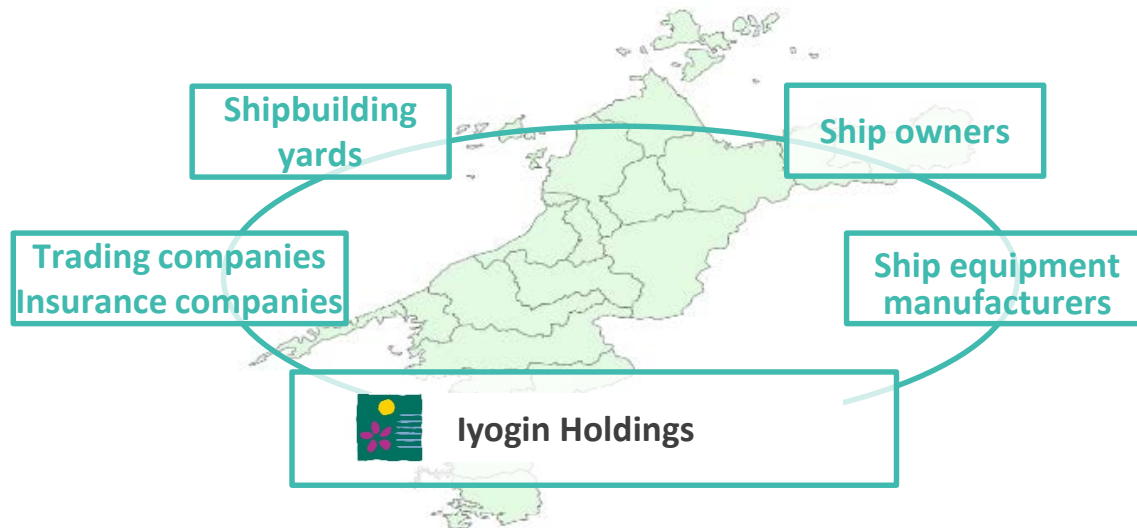 Shipbuilding
yards
Ship owners
Trading companies
Insurance companies
Ship equipment
manufacturers
Iyogin Holdings